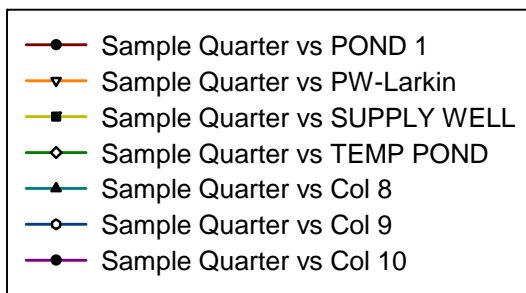 Sample Quarter vs POND 1
Sample Quarter vs PW-Larkin
Sample Quarter vs SUPPLY WELL
Sample Quarter vs TEMP POND
Sample Quarter vs Col 8
Sample Quarter vs Col 9
Sample Quarter vs Col 10